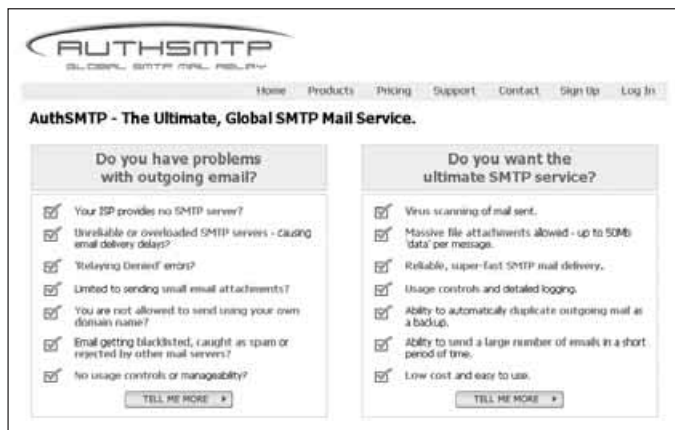 AUTHSMTP
GLOBAL SMTP MAIL RELAY
Home Products Pricing Support Contact Sign Up Log In
AuthSMTP - The Ultimate, Global SMTP Mail Service.
Do you have problems
with outgoing email?
Your ISP provides no SMTP server?
Unreliable or overloaded SMTP servers - causing
email delivery delays?
'Relaying Denied' errors?
Limited to sending small email attachments?
You are not allowed to send using your own
domain name?
Email getting blacklisted, caught as spam or
rejected by other mail servers?
No usage controls or manageability?
TELL ME MORE
Do you want the
ultimate SMTP service?
Virus scanning of mail sent.
Massive file attachments allowed - up to 50Mb
'data' per message.
Reliable, super-fast SMTP mail delivery.
Usage controls and detailed logging.
Ability to automatically duplicate outgoing mail as
a backup.
Ability to send a large number of emails in a short
period of time.
Low cost and easy to use.
TELL ME MORE